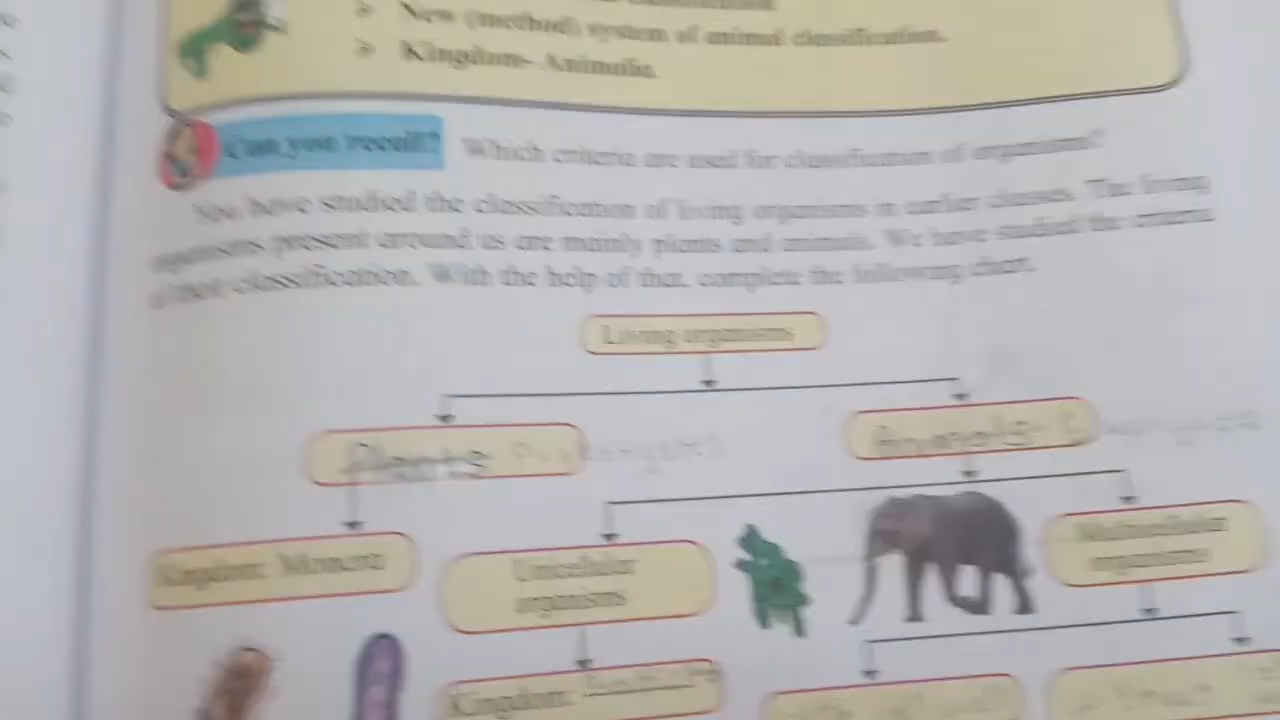 New (method) system of animal classification.
Kingdom- Animalia.
Can you recall? Which criteria are used for classification of organisms?
You have studied the classification of living organisms in earlier classes. The living
organisms present around us are mainly plants and animals. We have studied the criteria
their classification. With the help of that, complete the following chart.
Living organisms
Plants
Animals
Kingdom: Monera
Unicellular
organisms
Multicellular
organisms
Kingdom: